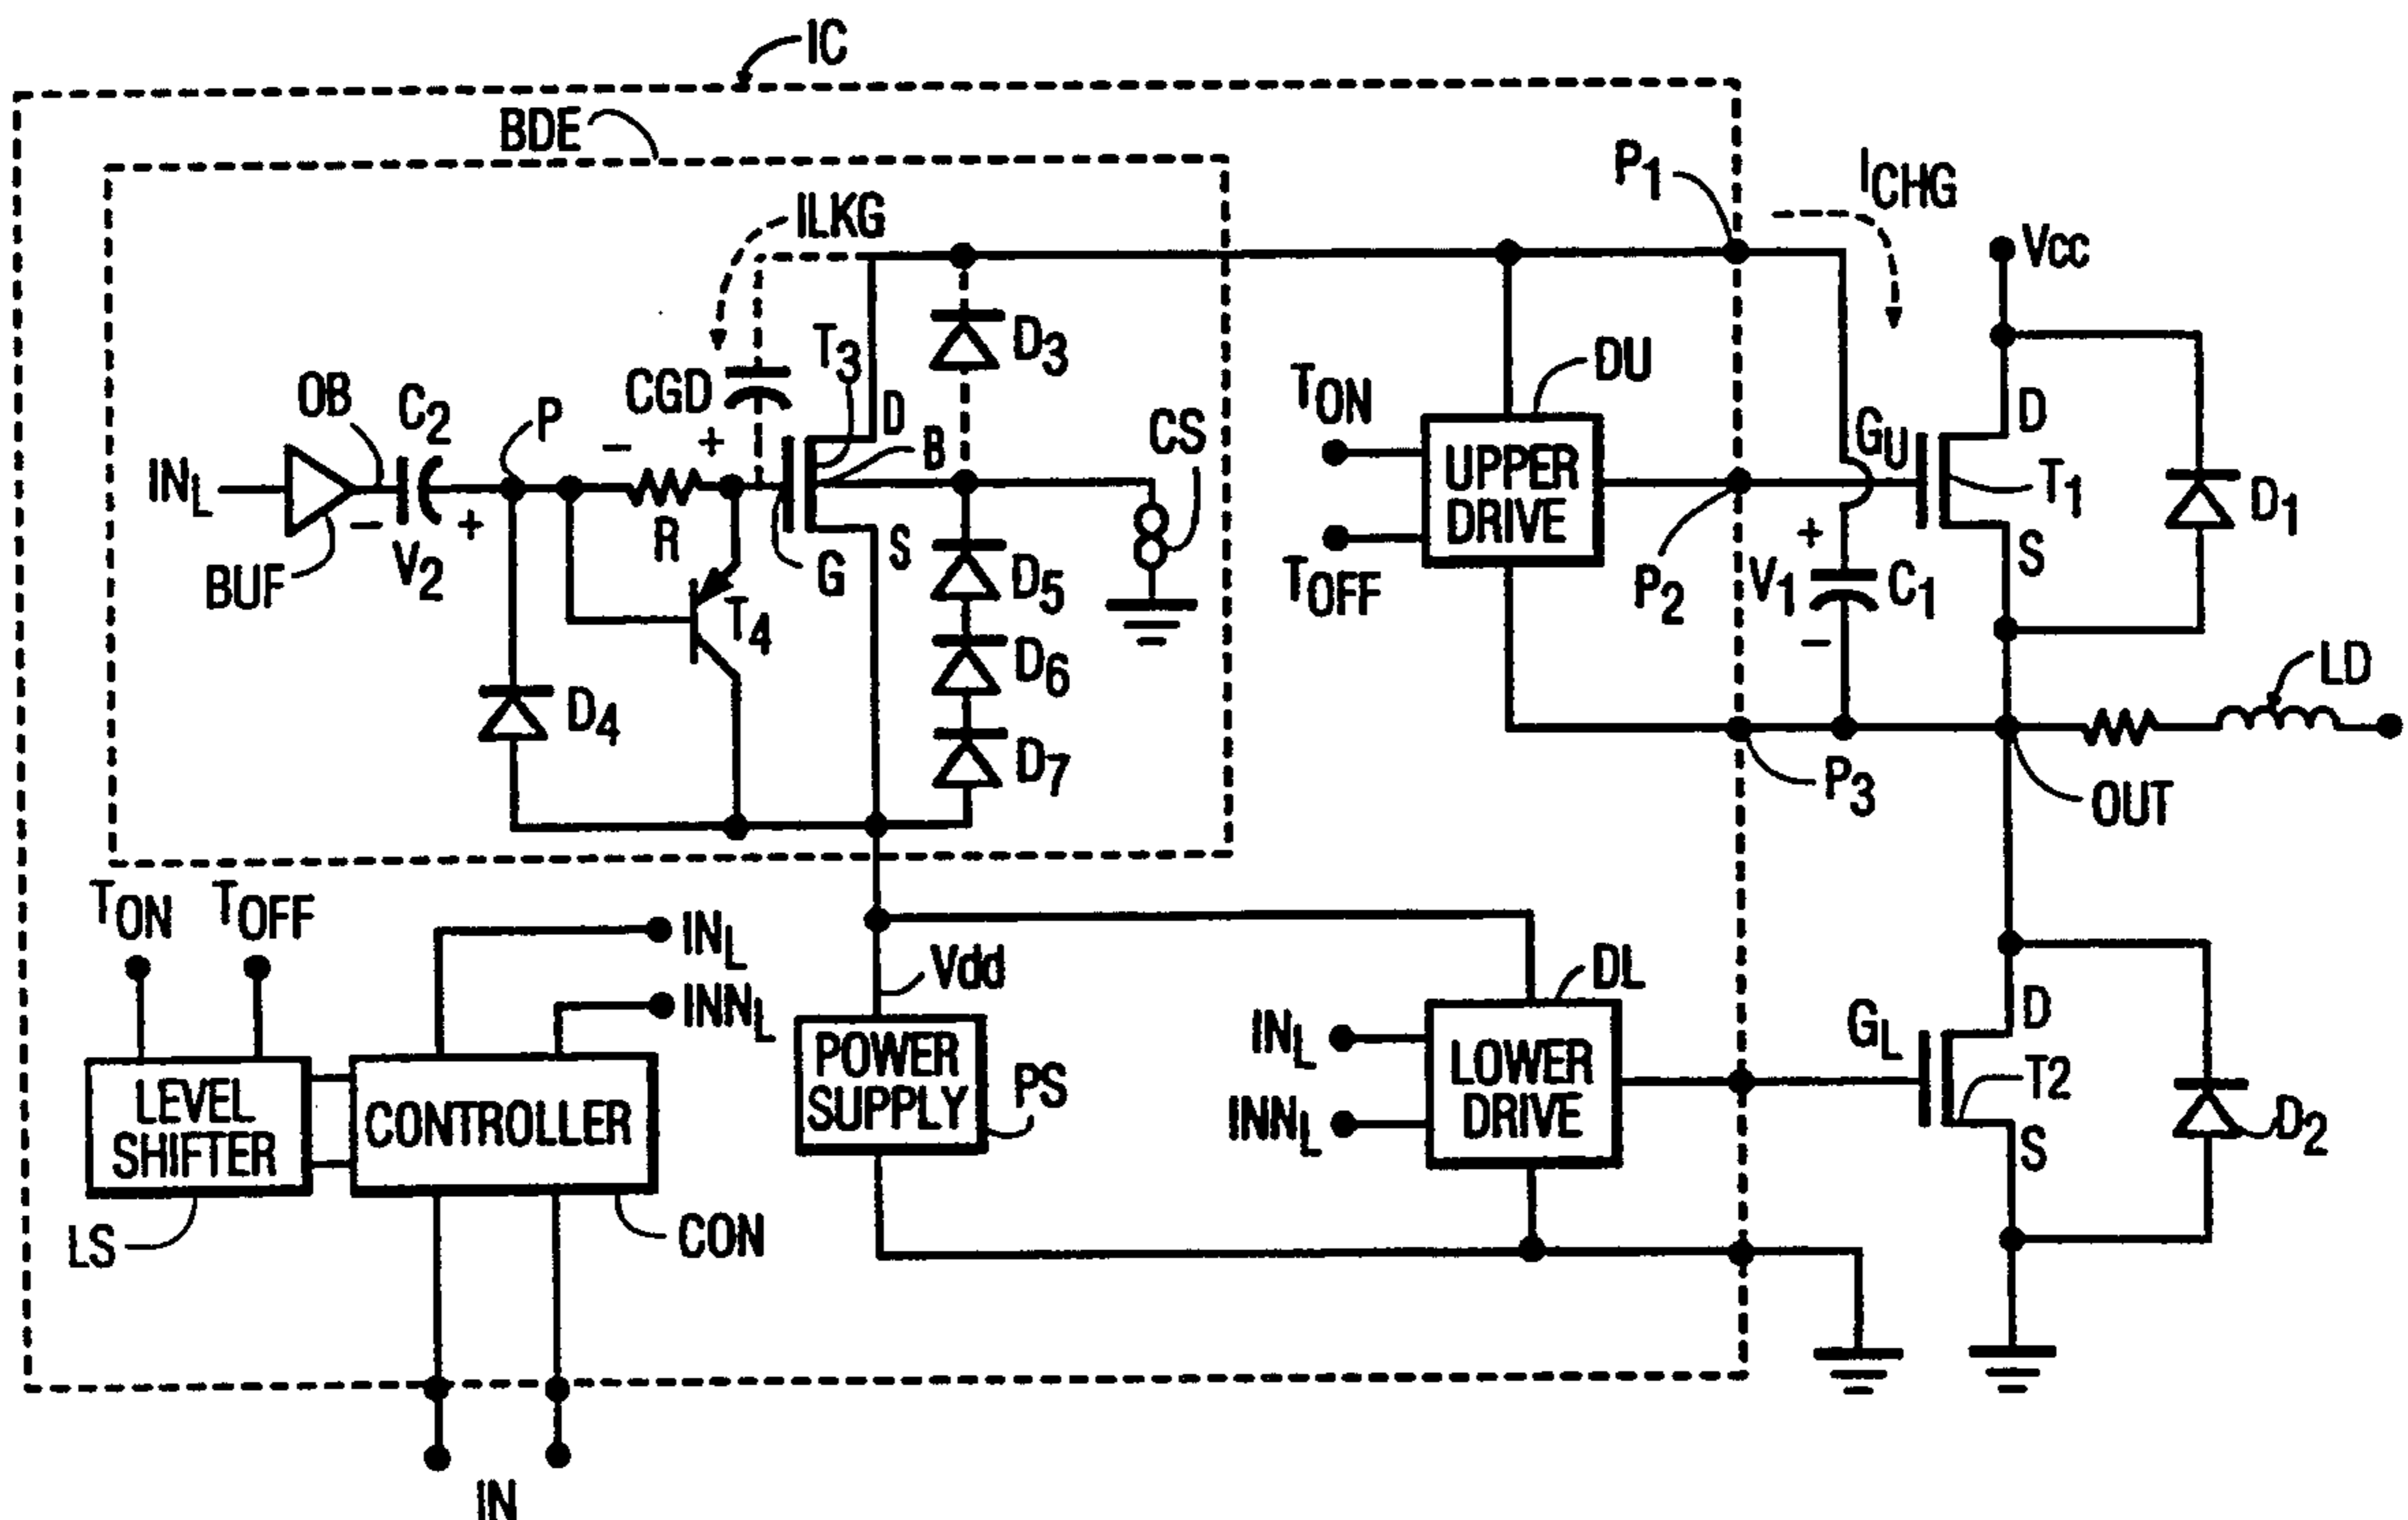 IC
BDE
P1
ICHG
ILKG
VCC
T3
D3
DU
TON
OB
C2
P
CGD
D
B
CS
GU
D
INL
- +
UPPER
DRIVE
T1
D1
R
S
+
S
BUF
- V2 +
G
D5
TOFF
P2
V1
C1
T4
D6
-
LD
D4
D7
P3
OUT
TON
TOFF
INL
Vdd
DL
INNL
D
GL
INL
POWER
SUPPLY
PS
LOWER
DRIVE
T2
LEVEL
SHIFTER
CONTROLLER
INNL
D2
S
LS
CON
IN